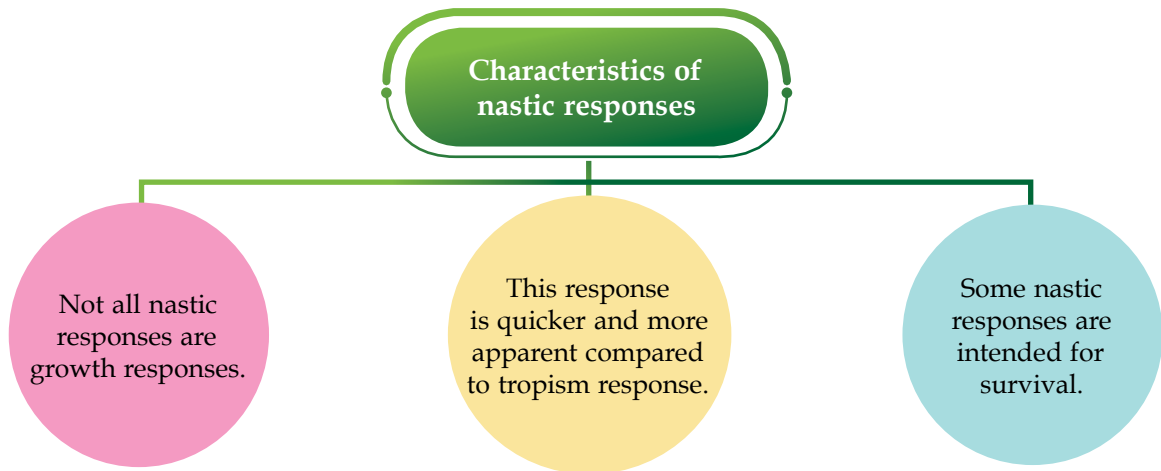 Characteristics of
nastic responses
Not all nastic
responses are
growth responses.
This response
is quicker and more
apparent compared
to tropism response.
Some nastic
responses are
intended for
survival.